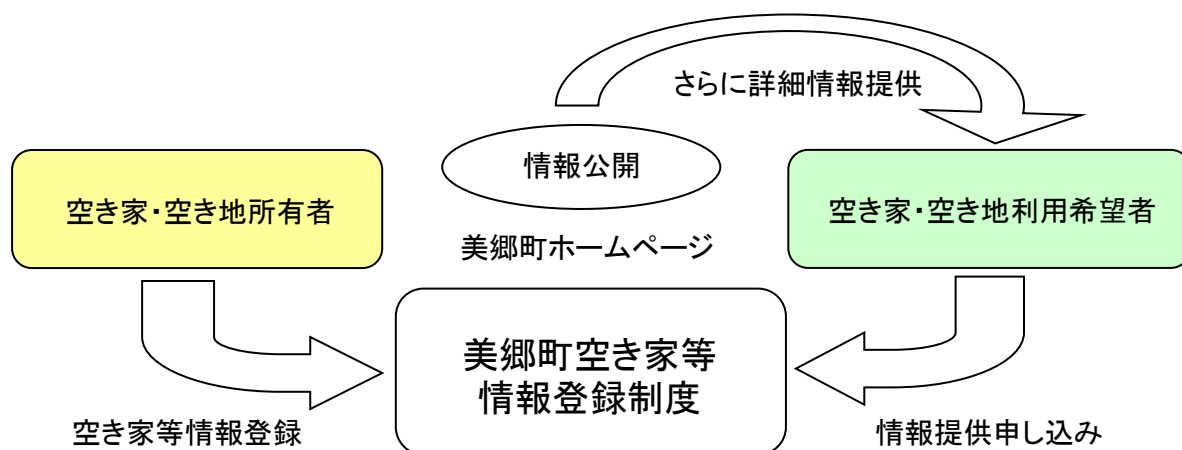 さらに詳細情報提供
情報公開
空き家・空き地所有者
空き家・空き地利用希望者
美郷町ホームページ
美郷町空き家等
情報登録制度
空き家等情報登録
情報提供申し込み